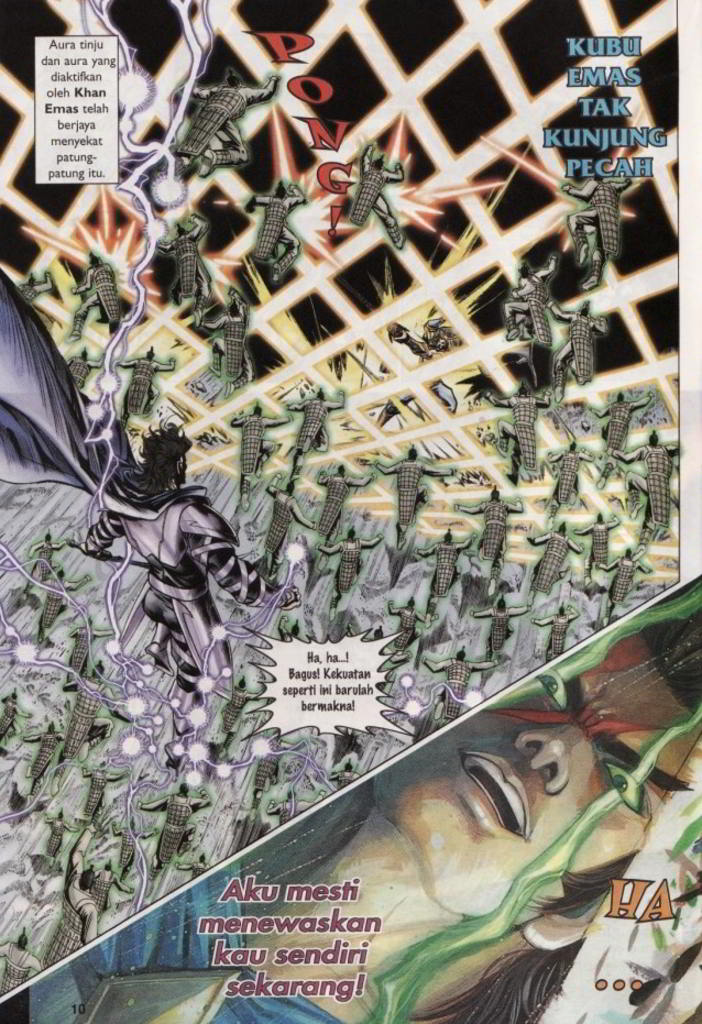 Aura tinju
dan aura yang
diaktifkan
oleh Khan
Emas telah
berjaya
menyekat
patung-
patung itu.
PONG!
KUBU
EMAS
TAK
KUNJUNG
PECAH
Ha, ha...!
Bagus! Kekuatan
seperti ini barulah
bermakna!
Aku mesti
menewaskan
kau sendiri
sekarang!
HA
...
10